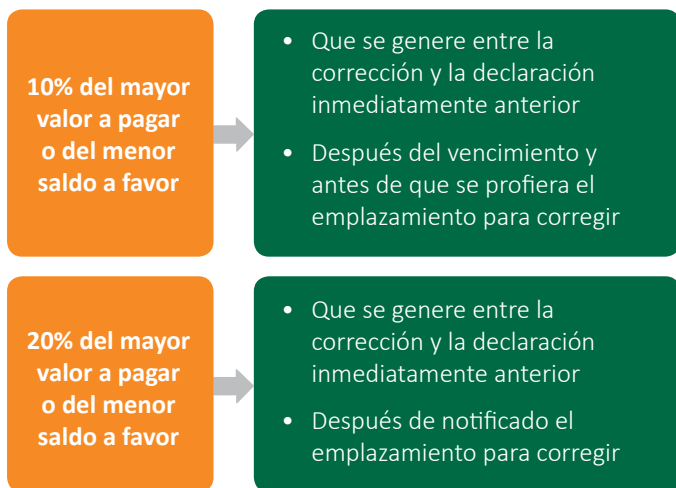 10% del mayor
valor a pagar
o del menor
saldo a favor
• Que se genere entre la
corrección y la declaración
inmediatamente anterior
• Después del vencimiento y
antes de que se profiera el
emplazamiento para corregir
20% del mayor
valor a pagar
o del menor
saldo a favor
• Que se genere entre la
corrección y la declaración
inmediatamente anterior
• Después de notificado el
emplazamiento para corregir